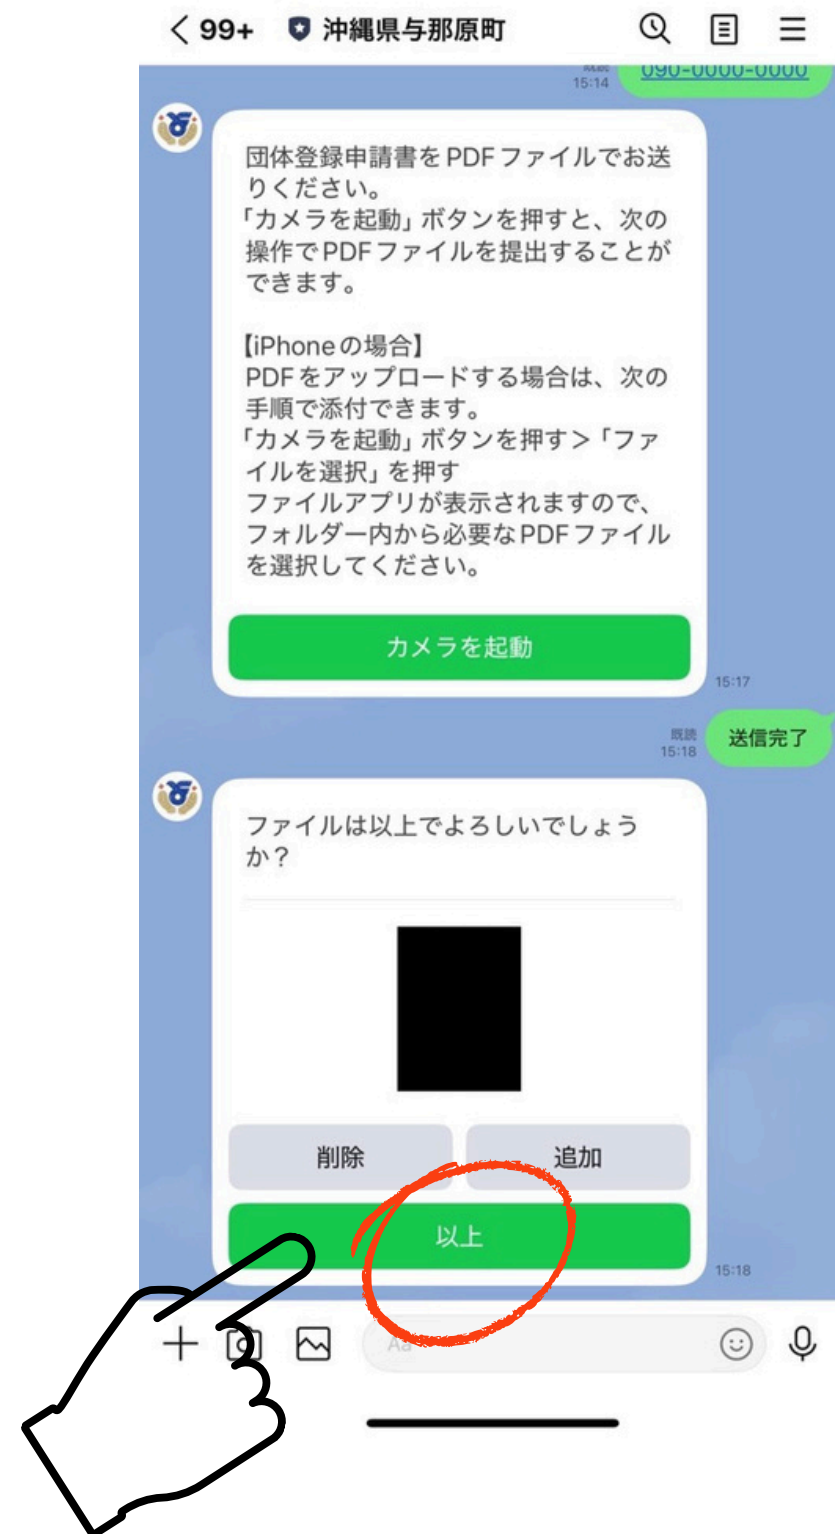 99+ 沖縄県与那原町
既読
15:14
090-0000-0000
団体登録申請書をPDFファイルでお送
りください。
「カメラを起動」ボタンを押すと、次の
操作でPDFファイルを提出することが
できます。
【iPhoneの場合】
PDFをアップロードする場合は、次の
手順で添付できます。
「カメラを起動」ボタンを押す>「ファ
イルを選択」を押す
ファイルアプリが表示されますので、
フォルダー内から必要なPDFファイル
を選択してください。
カメラを起動
15:17
既読
15:18
送信完了
ファイルは以上でよろしいでしょう
か？
削除
追加
以上
15:18
Aa